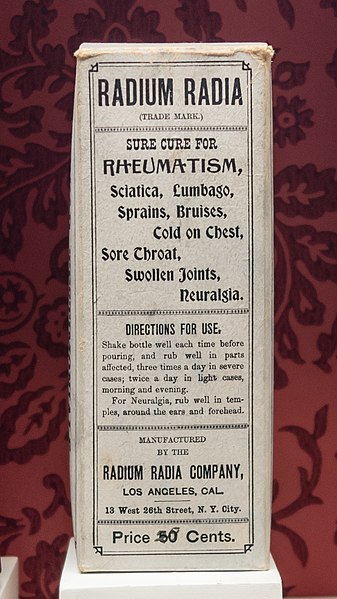 RADIUM RADIA
(TRADE MARK.)
SURE CURE FOR
RHEUMATISM,
Sciatica, Lumbago,
Sprains, Bruises,
Cold on Chest,
Sore Throat,
Swollen Joints,
Neuralgia.
DIRECTIONS FOR USE.
Shake bottle well each time before
pouring, and rub well in parts
affected, three times a day in severe
cases; twice a day in light cases,
morning and evening.
For Neuralgia, rub well in tem-
ples, around the ears and forehead.
MANUFACTURED
BY THE
RADIUM RADIA COMPANY,
LOS ANGELES, CAL.
13 West 26th Street, N. Y. City.
Price 50 Cents.